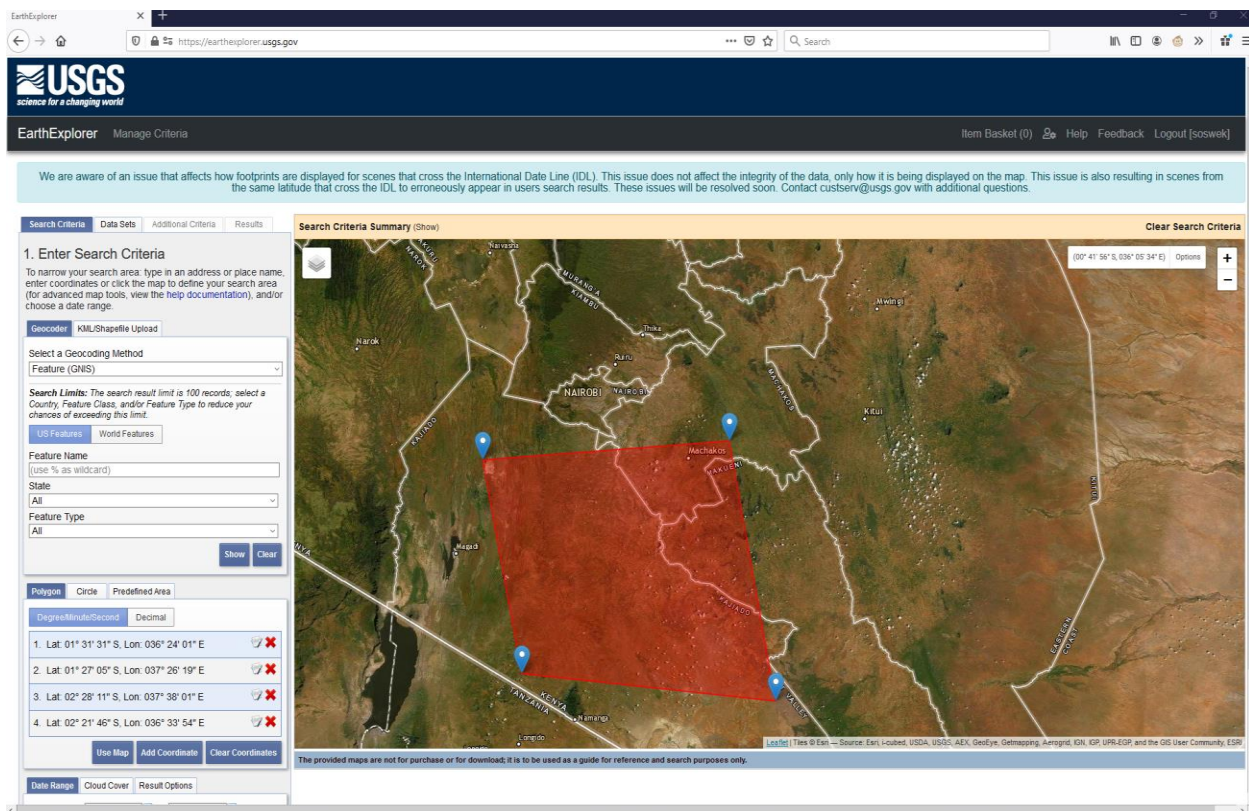 EarthExplorer
https://earthexplorer.usgs.gov
Search
USGS
science for a changing world
EarthExplorer Manage Criteria Item Basket (0) Help Feedback Logout [soswek]
We are aware of an issue that affects how footprints are displayed for scenes that cross the International Date Line (IDL). This issue does not affect the integrity of the data, only how it is being displayed on the map. This issue is also resulting in scenes from
the same latitude that cross the IDL to erroneously appear in users search results. These issues will be resolved soon. Contact custserv@usgs.gov with additional questions.
Search Criteria Data Sets Additional Criteria Results
1. Enter Search Criteria
To narrow your search area: type in an address or place name,
enter coordinates or click the map to define your search area
(for advanced map tools, view the help documentation), and/or
choose a date range.
Geocoder KML/Shapefile Upload
Select a Geocoding Method
Feature (GNIS)
Search Limits: The search result limit is 100 records; select a
Country, Feature Class, and/or Feature Type to reduce your
chances of exceeding this limit.
US Features World Features
Feature Name
(use % as wildcard)
State
All
Feature Type
All
Show Clear
Polygon Circle Predefined Area
Degree/Minute/Second Decimal
1. Lat: 01° 31' 31" S, Lon: 036° 24' 01" E
2. Lat: 01° 27' 05" S, Lon: 037° 26' 19" E
3. Lat: 02° 28' 11" S, Lon: 037° 38' 01" E
4. Lat: 02° 21' 46" S, Lon: 036° 33' 54" E
Use Map Add Coordinate Clear Coordinates
Date Range Cloud Cover Result Options
Search Criteria Summary (Show) Clear Search Criteria
(00° 41' 56" S, 036° 05' 34" E) Options
+
−
Naivasha
NAKURU
NAROK
MURANG-A
KIAMBU
Mwingi
Thika
Narok
Ruiru
NAIROBI NAIROBI
MACHAKOS
Kitui
KAJIADO
Machakos
MAKUENI
KITUI
Magadi
KAJIADO
EASTERN
COAST
KENYA
TANZANIA
VALLEY
Namanga
Longido
Leaflet | Tiles © Esri — Source: Esri, i-cubed, USDA, USGS, AEX, GeoEye, Getmapping, Aerogrid, IGN, IGP, UPR-EGP, and the GIS User Community, ESRI
The provided maps are not for purchase or for download; it is to be used as a guide for reference and search purposes only.